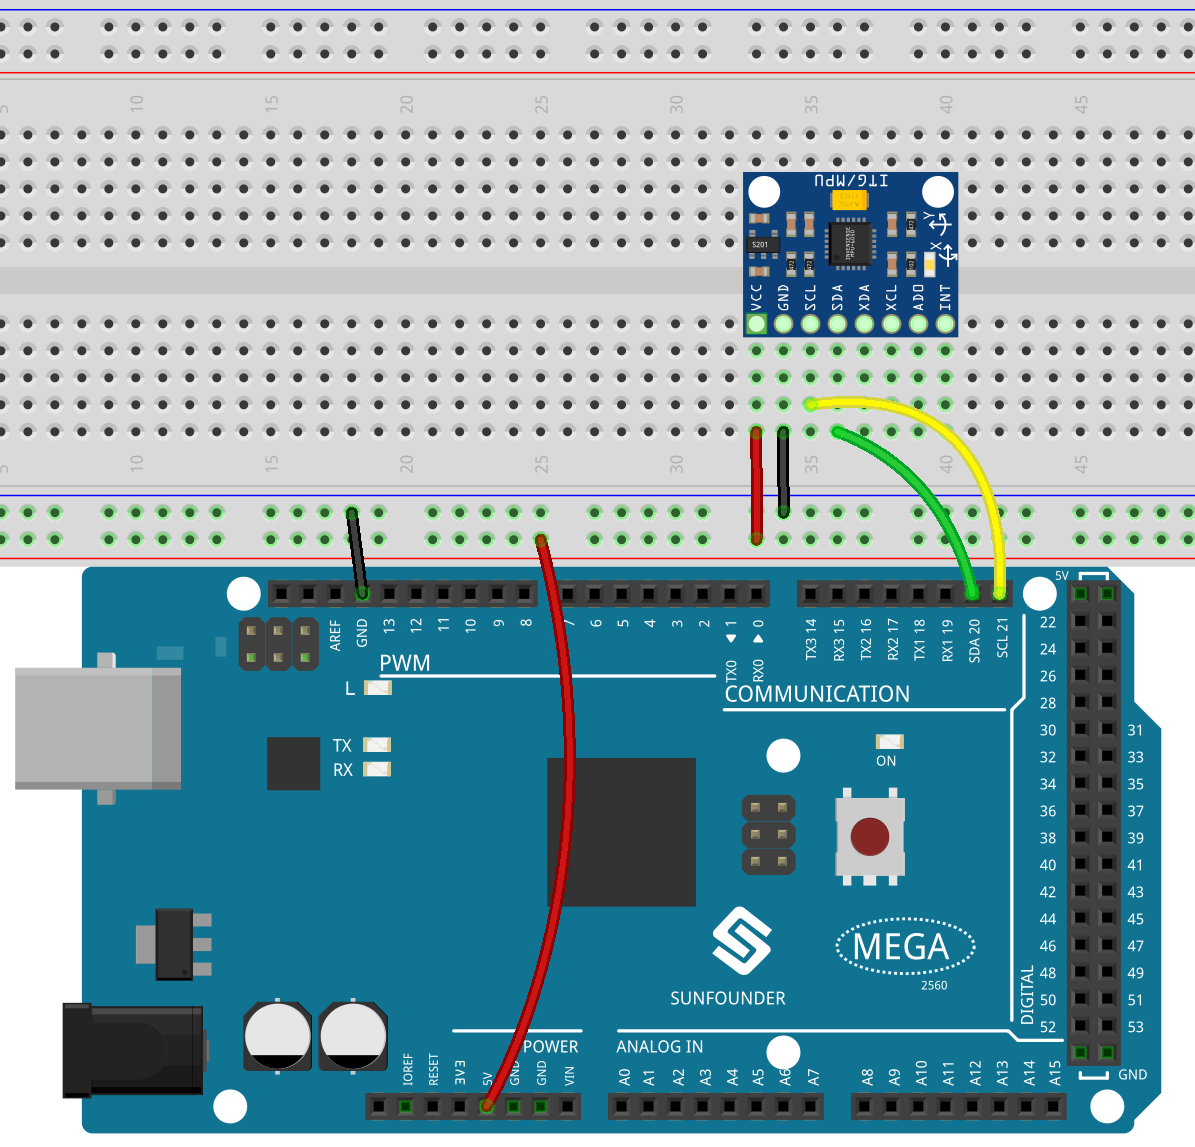 5 10 15 20 25 30 35 40 45
ITG/MPU
S201
Y
X
VCC GND SCL SDA XDA XCL ADO INT
5 10 15 20 25 30 35 40 45
5V
AREF GND 13 12 11 10 9 8 7 6 5 4 3 2 1 0
TX0 RX0
TX3 14 RX3 15 TX2 16 RX2 17 TX1 18 RX1 19 SDA 20 SCL 21
PWM
COMMUNICATION
L
TX
RX
ON
22
24
26
28
30 31
32 33
34 35
36 37
38 39
40 41
42 43
44 45
46 47
48 49
50 51
52 53
DIGITAL
GND
MEGA
2560
SUNFOUNDER
POWER
ANALOG IN
IOREF RESET 3V3 5V GND GND VIN
A0 A1 A2 A3 A4 A5 A6 A7
A8 A9 A10 A11 A12 A13 A14 A15